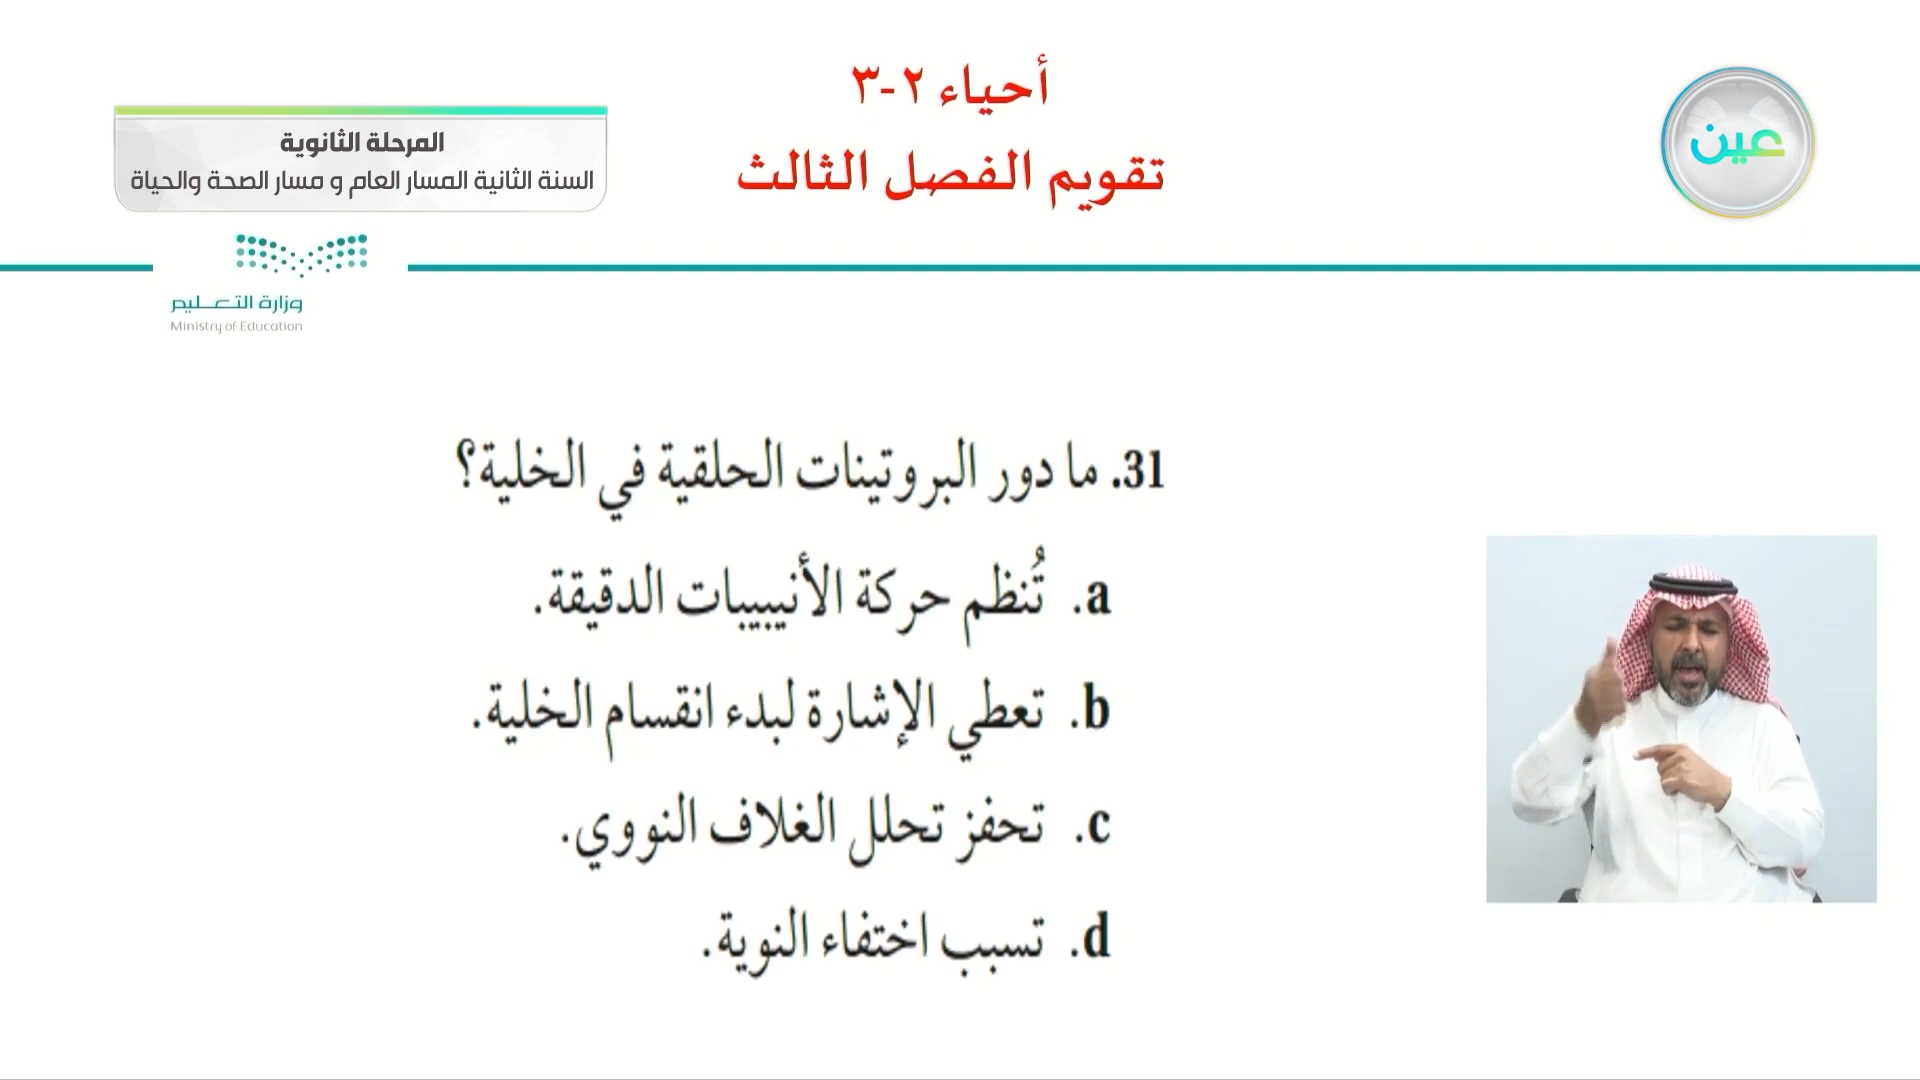 أحياء ٢-٣
تقويم الفصل الثالث
عين
المرحلة الثانوية
السنة الثانية المسار العام و مسار الصحة والحياة
وزارة التعليم
Ministry of Education
31. ما دور البروتينات الحلقية في الخلية؟
a. تُنظم حركة الأنيبيبات الدقيقة.
b. تعطي الإشارة لبدء انقسام الخلية.
c. تحفز تحلل الغلاف النووي.
d. تسبب اختفاء النوية.